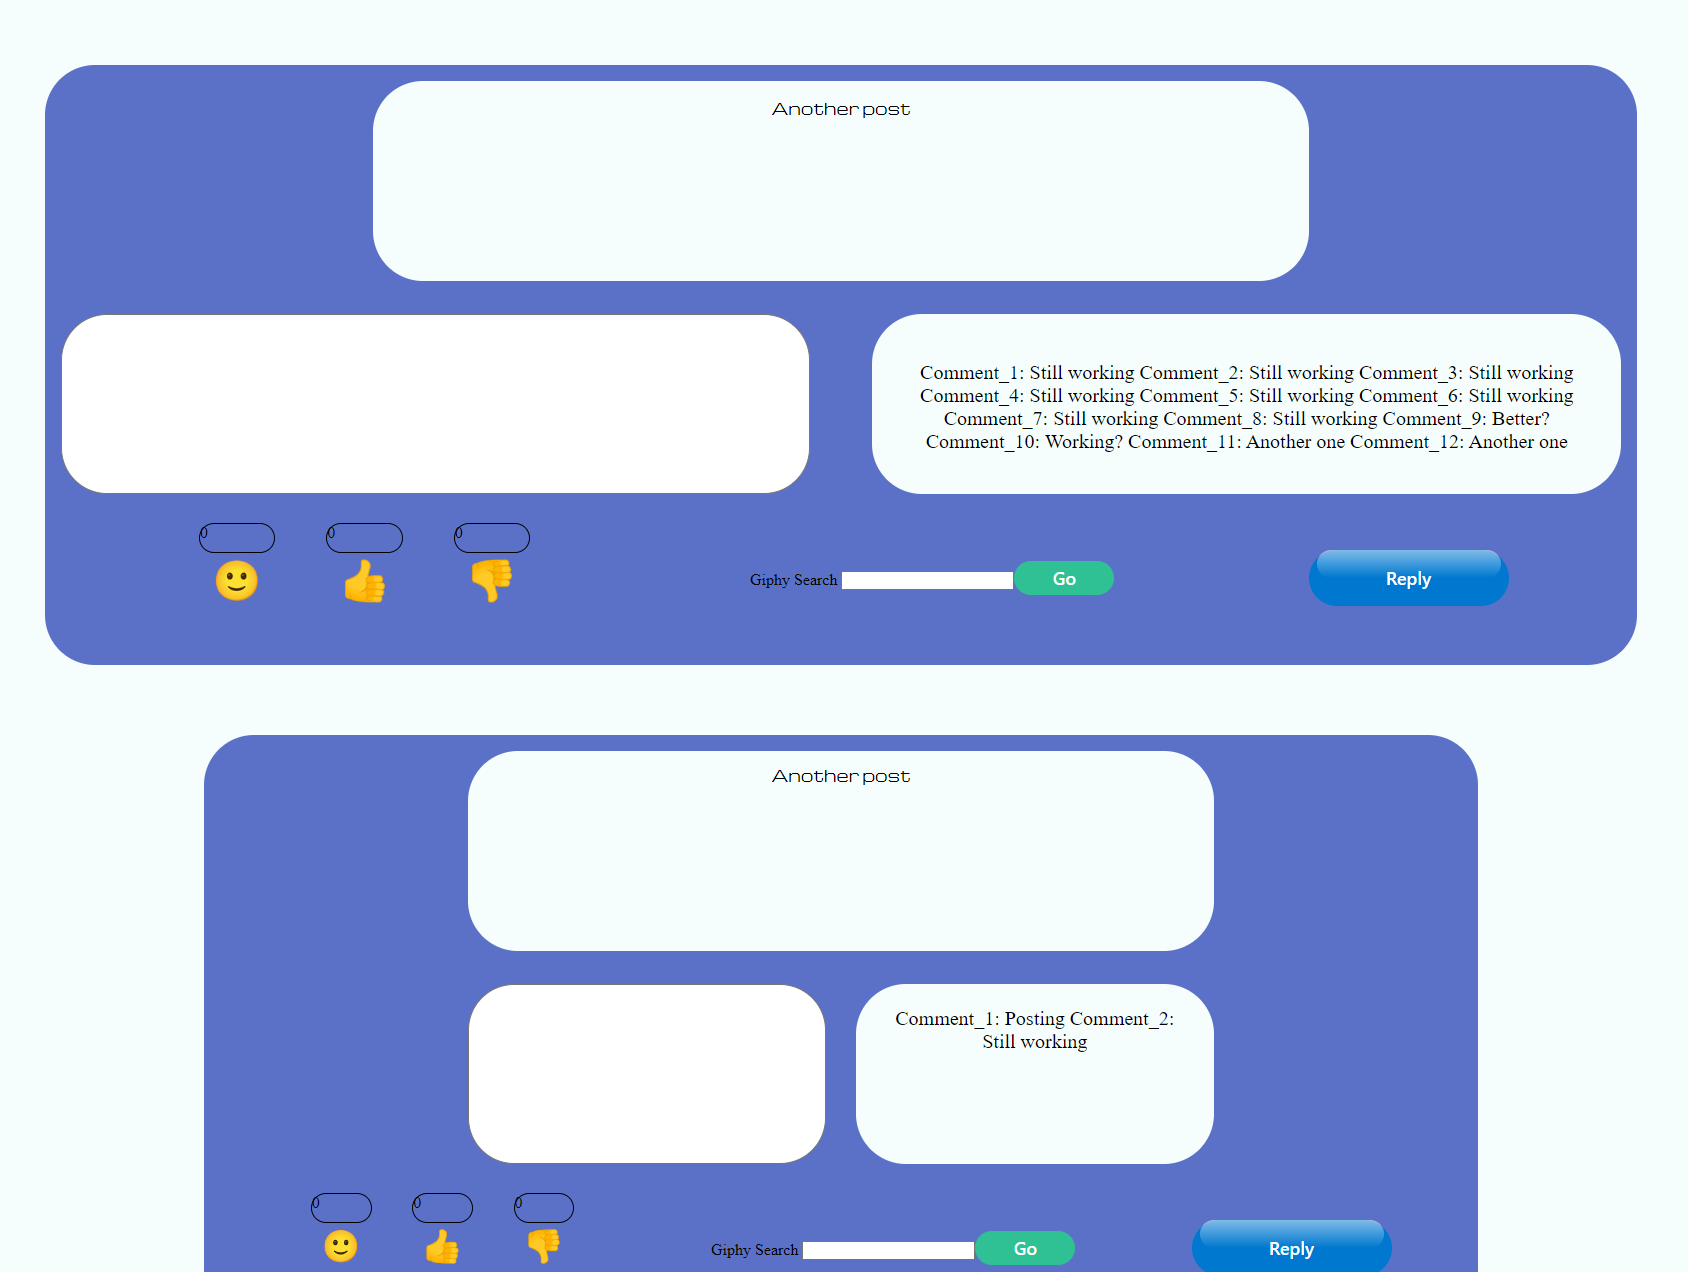 Another post
Comment_1: Still working Comment_2: Still working Comment_3: Still working
Comment_4: Still working Comment_5: Still working Comment_6: Still working
Comment_7: Still working Comment_8: Still working Comment_9: Better?
Comment_10: Working? Comment_11: Another one Comment_12: Another one
0 0 0
Giphy Search Go Reply
Another post
Comment_1: Posting Comment_2:
Still working
0 0 0
Giphy Search Go Reply